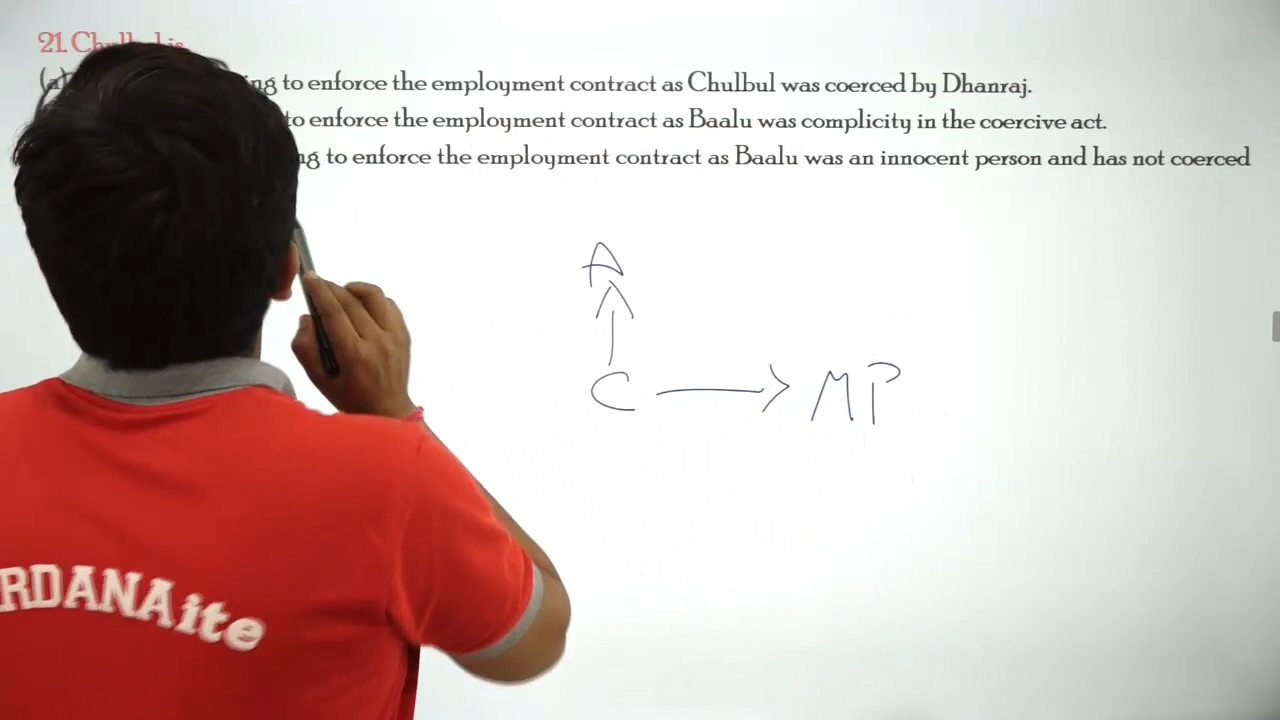 21. Chulbul is
(a) to enforce the employment contract as Chulbul was coerced by Dhanraj.
to enforce the employment contract as Baalu was complicity in the coercive act.
to enforce the employment contract as Baalu was an innocent person and has not coerced
A
C MP
RDANAite